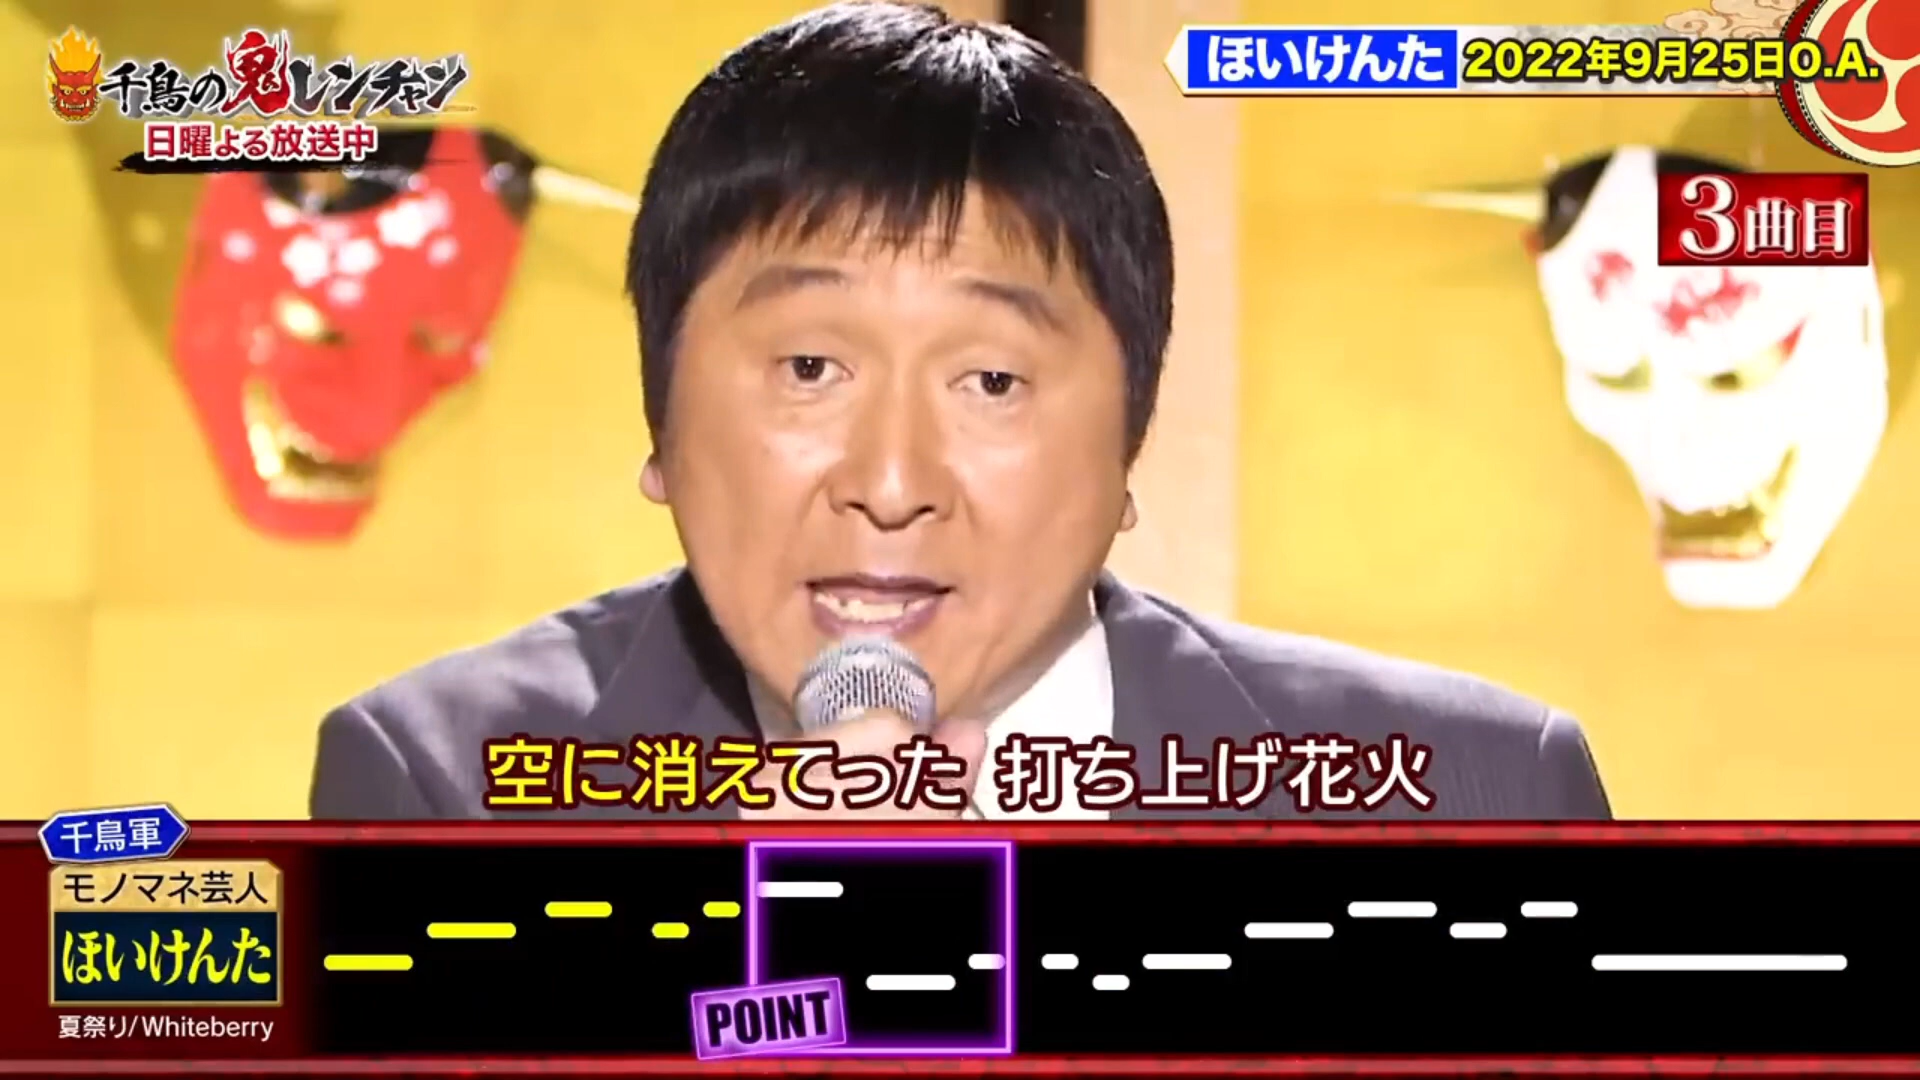 千鳥の鬼レンチャン
日曜よる放送中
ほいけんた 2022年9月25日O.A.
3曲目
空に消えてった 打ち上げ花火
千鳥軍
モノマネ芸人
ほいけんた
夏祭り/Whiteberry
POINT